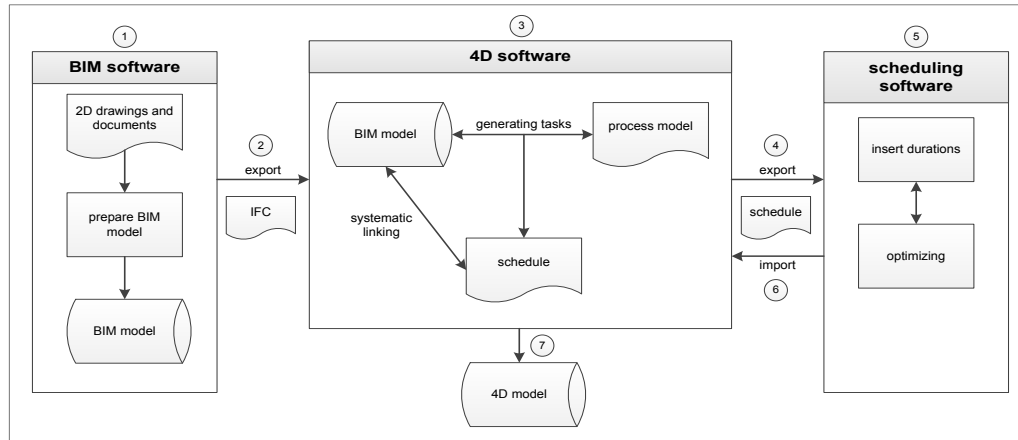 1
BIM software
2D drawings and
documents
prepare BIM
model
BIM model
2
export
IFC
3
4D software
BIM model
generating tasks
process model
systematic
linking
schedule
4
export
schedule
import
6
5
scheduling
software
insert durations
optimizing
7
4D model